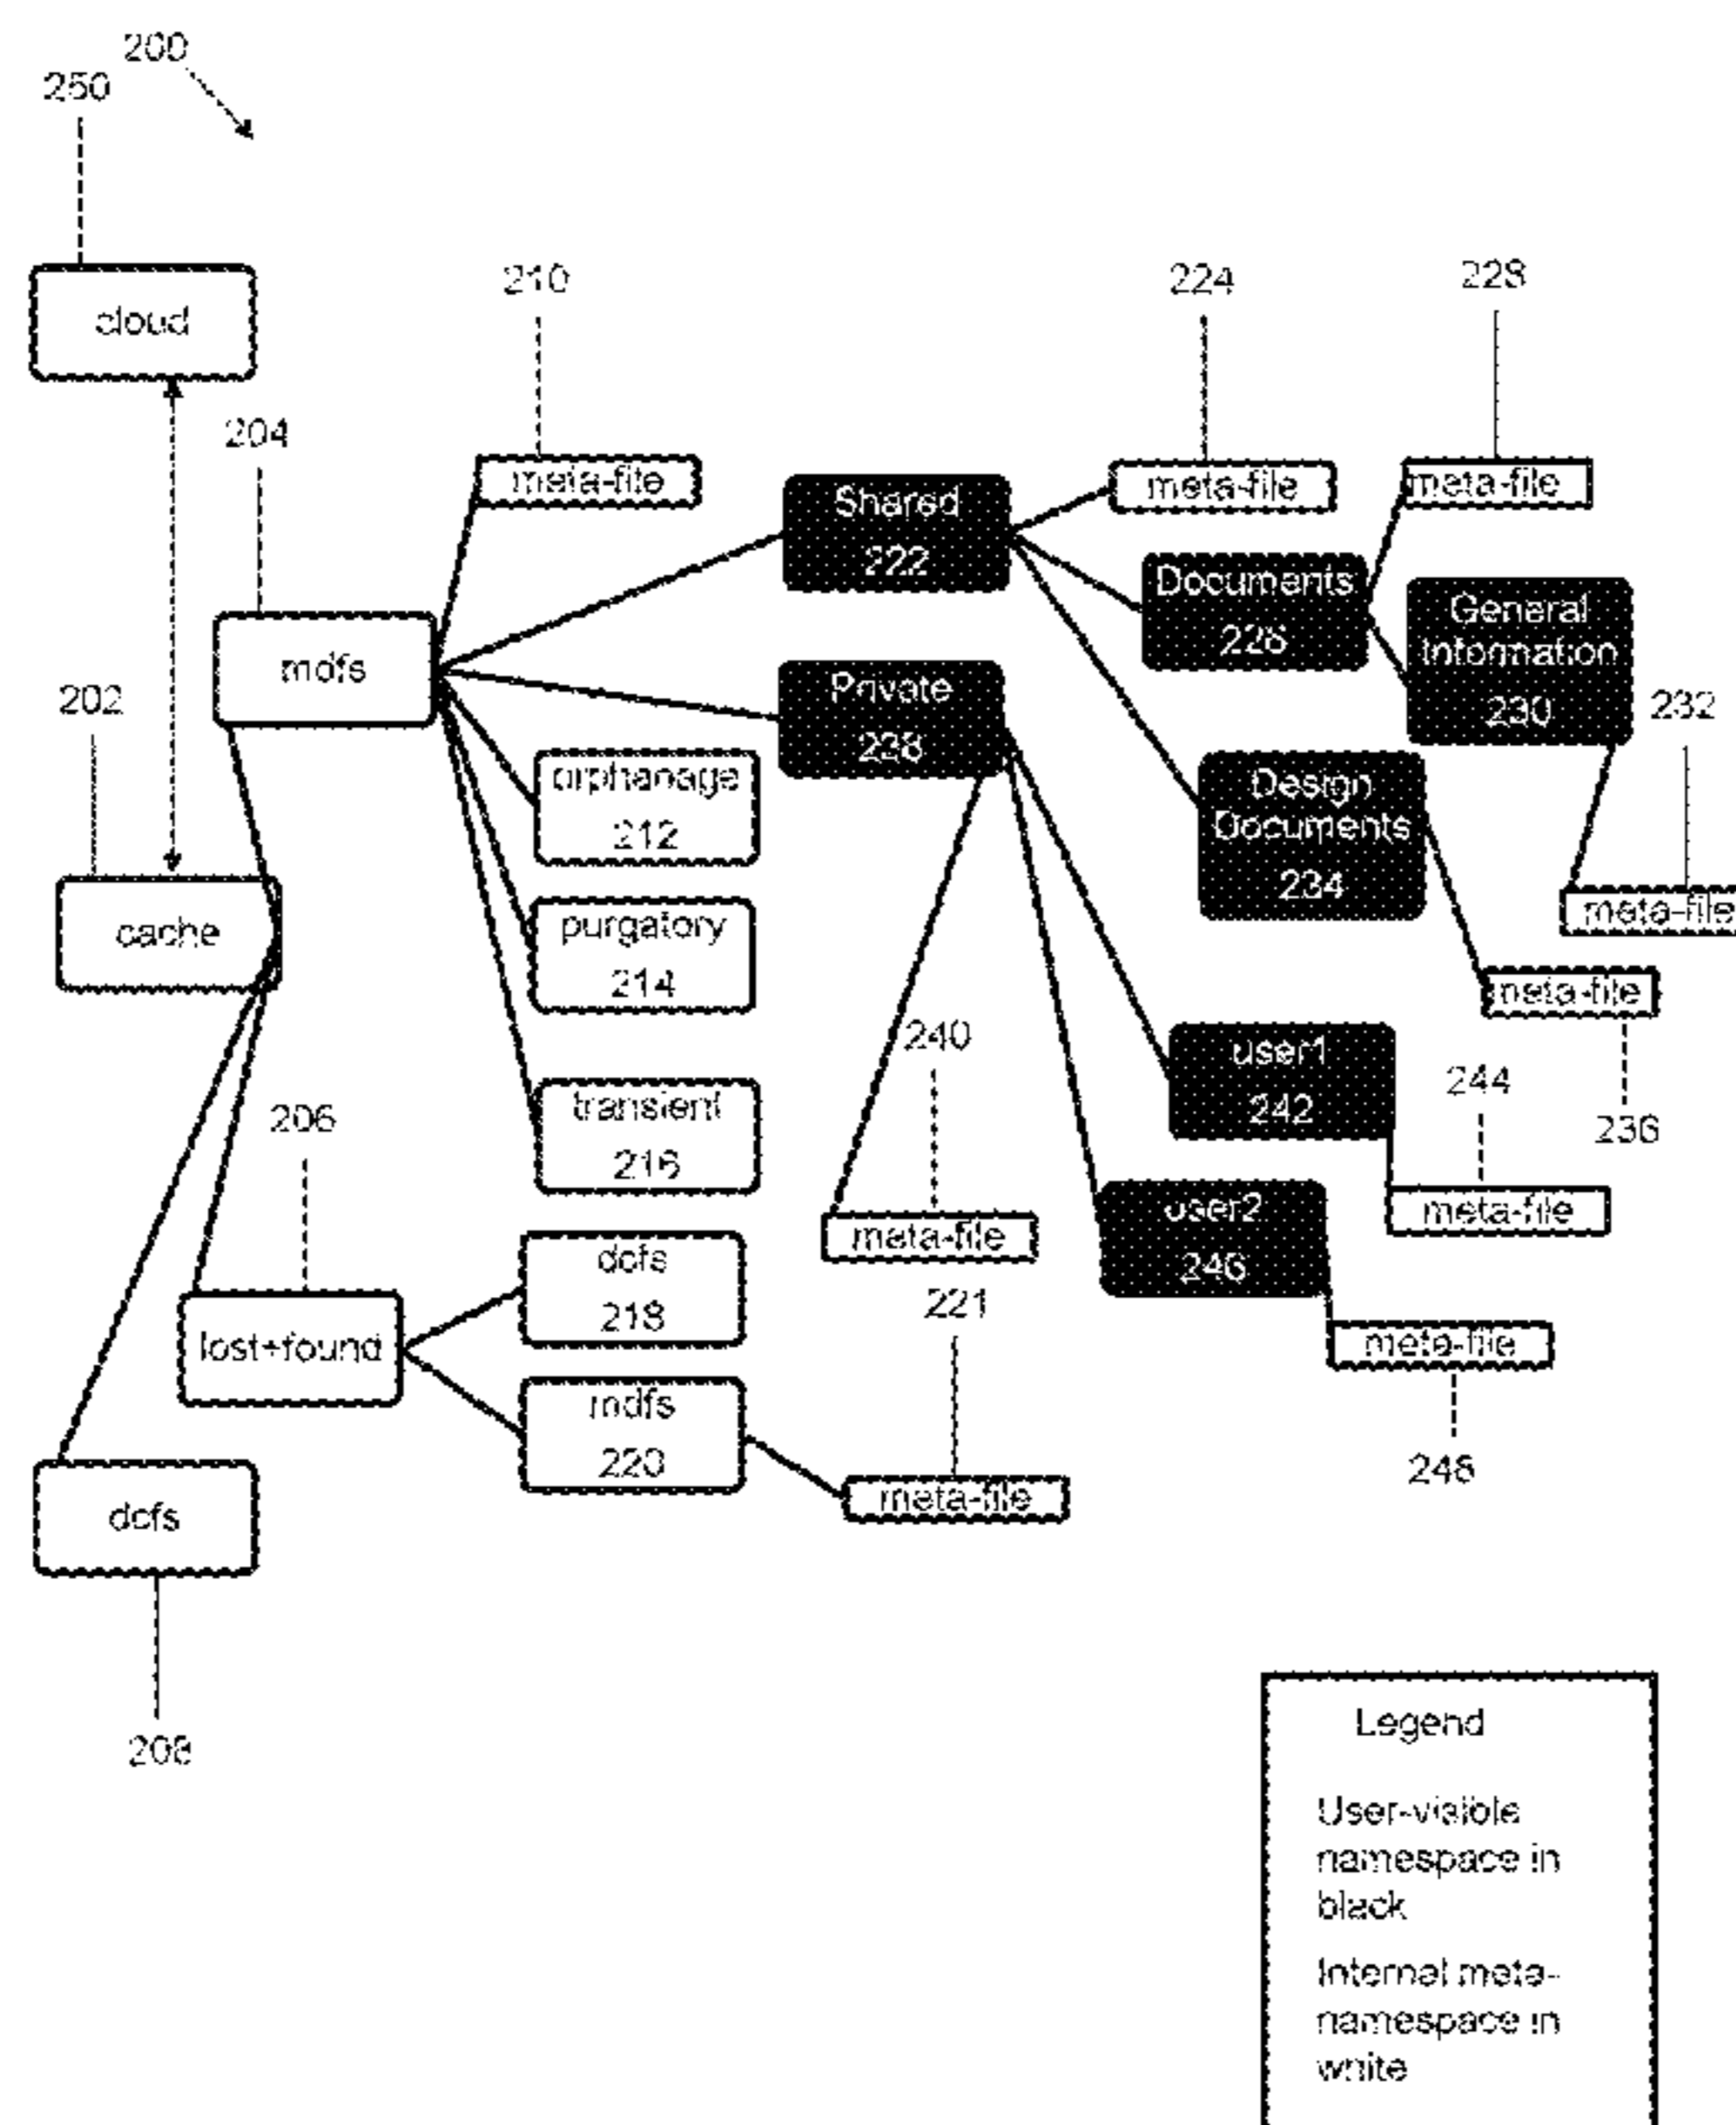 200
250
cloud
210
224
228
204
meta-file
Shared
222
meta-file
meta-file
Documents
226
General
Information
230
mdfs
202
Private
238
232
orphanage
212
Design
Documents
234
cache
purgatory
214
meta-file
meta-file
240
user1
242
244
236
transient
216
206
meta-file
user2
246
meta-file
dcfs
218
221
lost+found
meta-file
mdfs
220
248
meta-file
dcfs
208
Legend
User-visible
namespace in
black
Internal meta-
namespace in
white